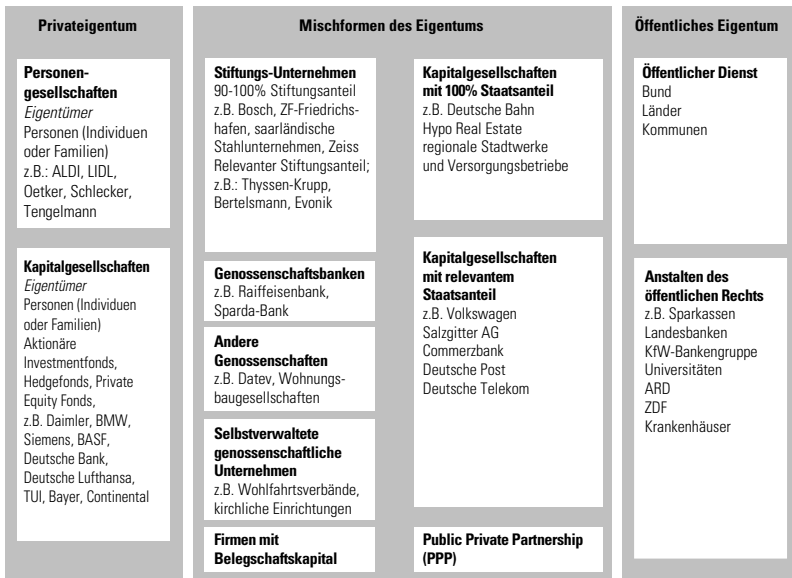 Privateigentum
Personen-
gesellschaften
Eigentümer
Personen (Individuen
oder Familien)
z.B.: ALDI, LIDL,
Oetker, Schlecker,
Tengelmann
Kapitalgesellschaften
Eigentümer
Personen (Individuen
oder Familien)
Aktionäre
Investmentfonds,
Hedgefonds, Private
Equity Fonds,
z.B. Daimler, BMW,
Siemens, BASF,
Deutsche Bank,
Deutsche Lufthansa,
TUI, Bayer, Continental
Mischformen des Eigentums
Stiftungs-Unternehmen
90-100% Stiftungsanteil
z.B. Bosch, ZF-Friedrichs-
hafen, saarländische
Stahlunternehmen, Zeiss
Relevanter Stiftungsanteil;
z.B.: Thyssen-Krupp,
Bertelsmann, Evonik
Genossenschaftsbanken
z.B. Raiffeisenbank,
Sparda-Bank
Andere
Genossenschaften
z.B. Datev, Wohnungs-
baugesellschaften
Selbstverwaltete
genossenschaftliche
Unternehmen
z.B. Wohlfahrtsverbände,
kirchliche Einrichtungen
Firmen mit
Belegschaftskapital
Kapitalgesellschaften
mit 100% Staatsanteil
z.B. Deutsche Bahn
Hypo Real Estate
regionale Stadtwerke
und Versorgungsbetriebe
Kapitalgesellschaften
mit relevantem
Staatsanteil
z.B. Volkswagen
Salzgitter AG
Commerzbank
Deutsche Post
Deutsche Telekom
Public Private Partnership
(PPP)
Öffentliches Eigentum
Öffentlicher Dienst
Bund
Länder
Kommunen
Anstalten des
öffentlichen Rechts
z.B. Sparkassen
Landesbanken
KfW-Bankengruppe
Universitäten
ARD
ZDF
Krankenhäuser